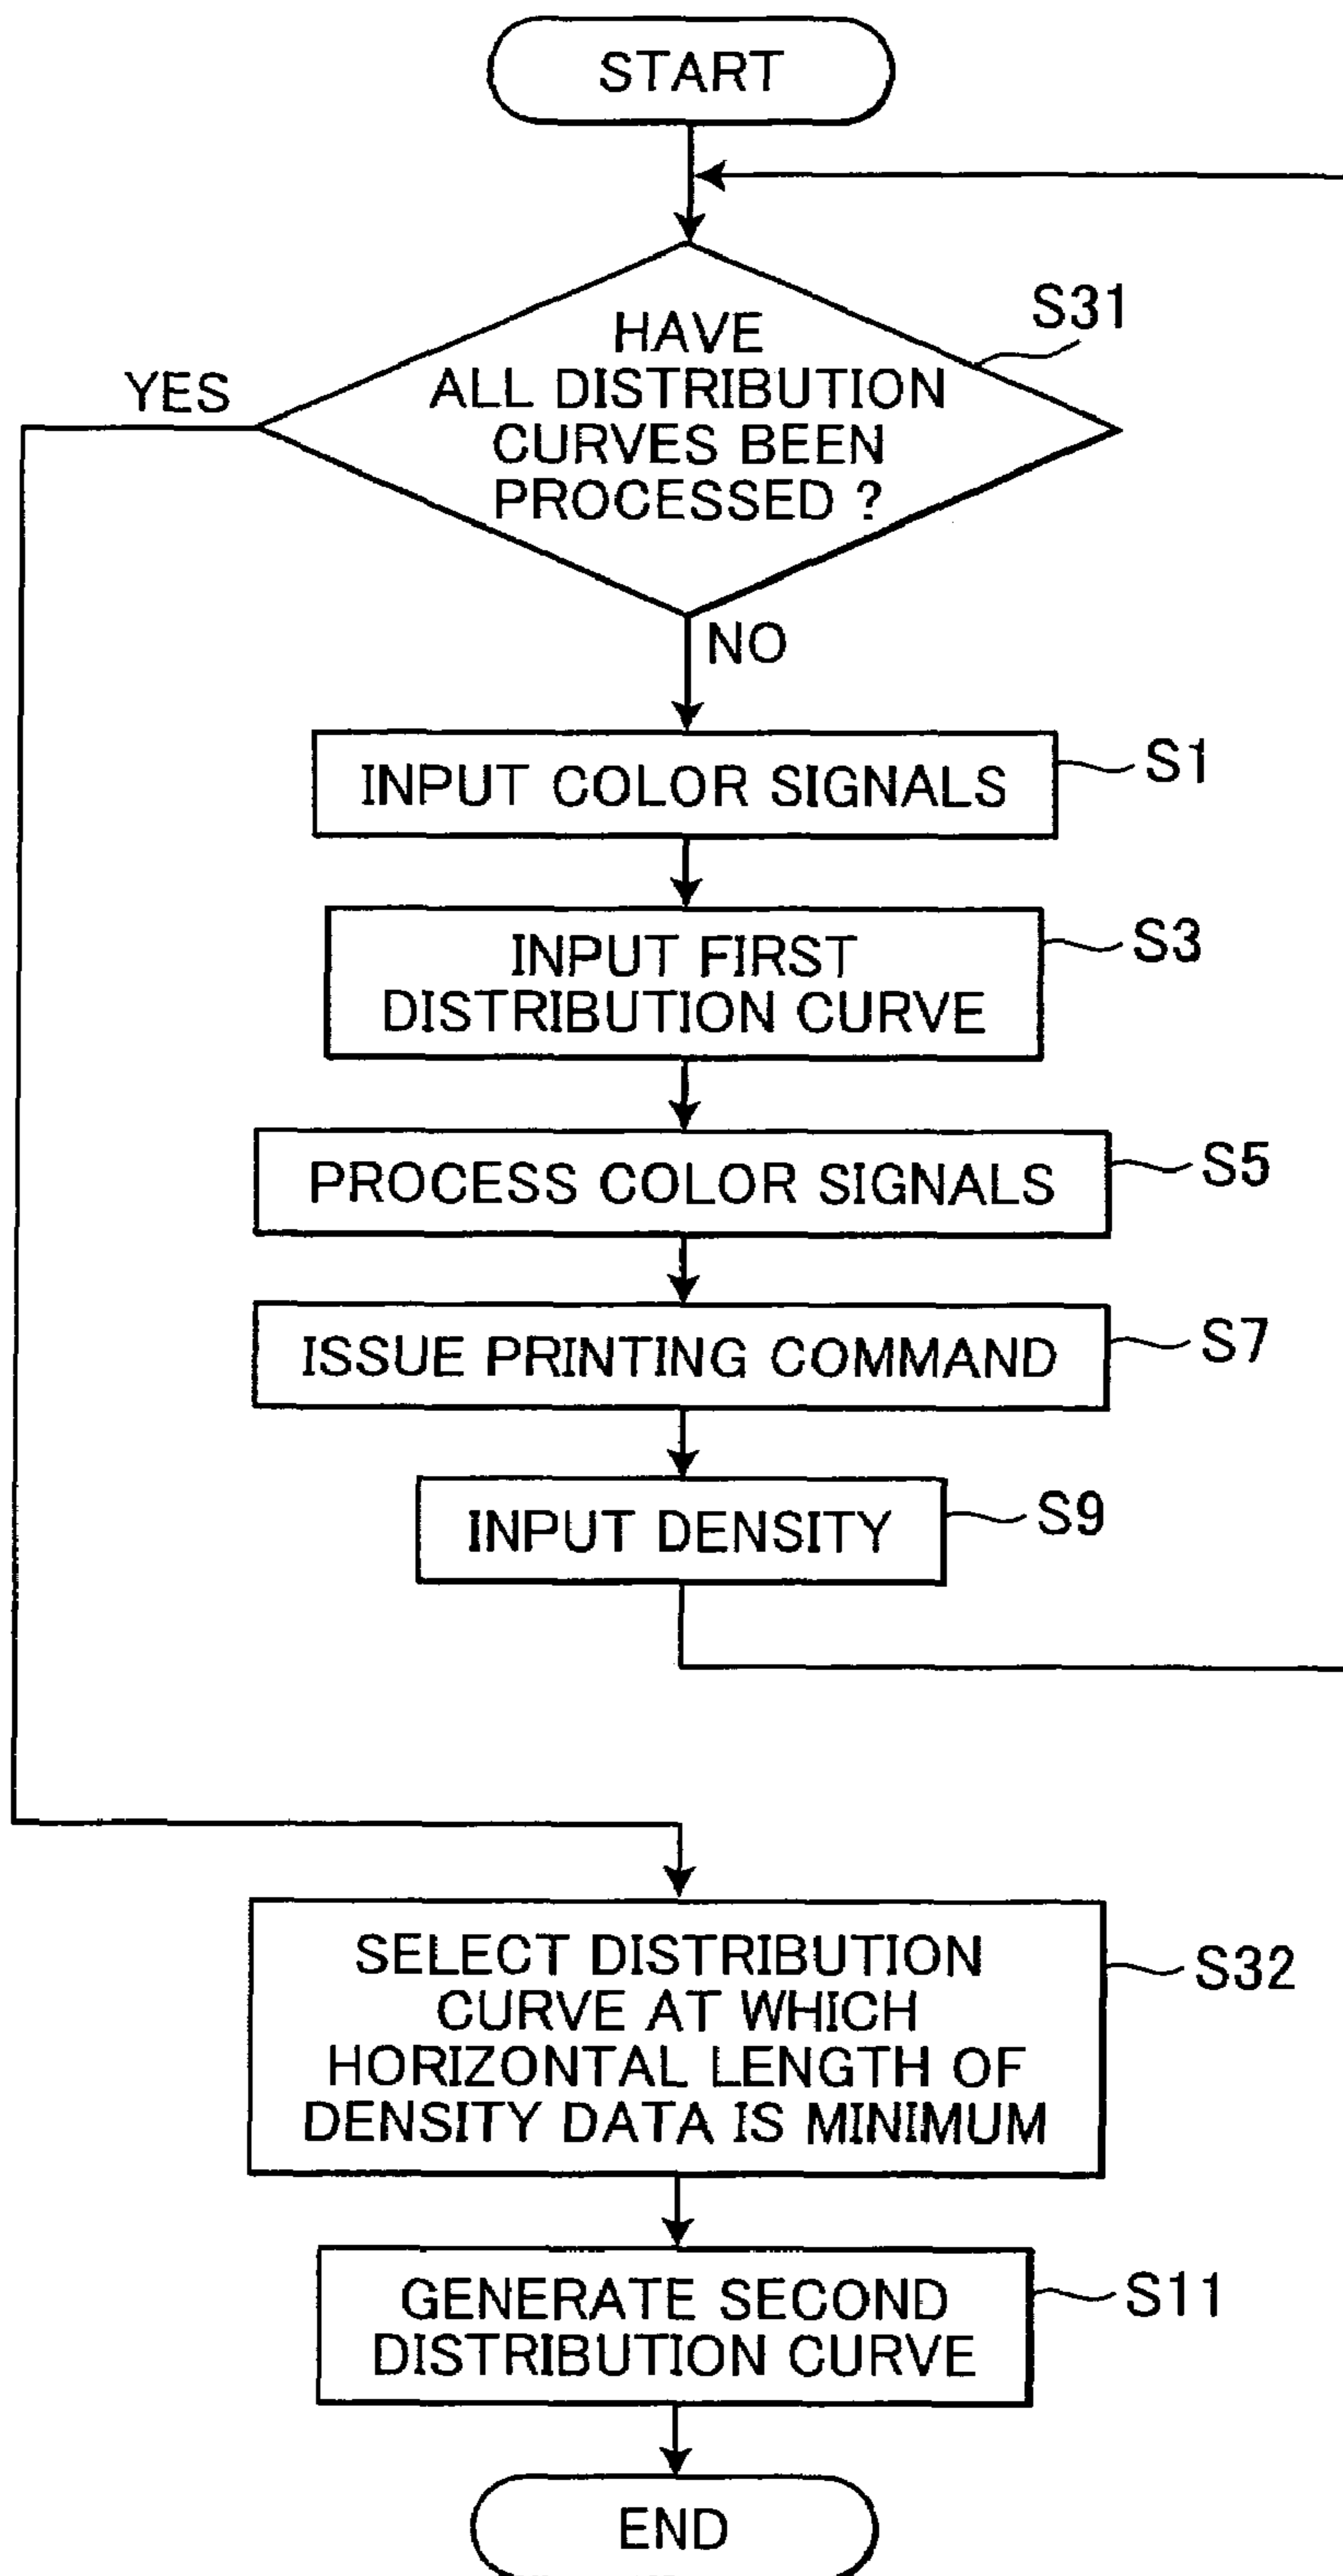 START
HAVE
ALL DISTRIBUTION
CURVES BEEN
PROCESSED ?
S31
YES
NO
INPUT COLOR SIGNALS
S1
INPUT FIRST
DISTRIBUTION CURVE
S3
PROCESS COLOR SIGNALS
S5
ISSUE PRINTING COMMAND
S7
INPUT DENSITY
S9
SELECT DISTRIBUTION
CURVE AT WHICH
HORIZONTAL LENGTH OF
DENSITY DATA IS MINIMUM
S32
GENERATE SECOND
DISTRIBUTION CURVE
S11
END